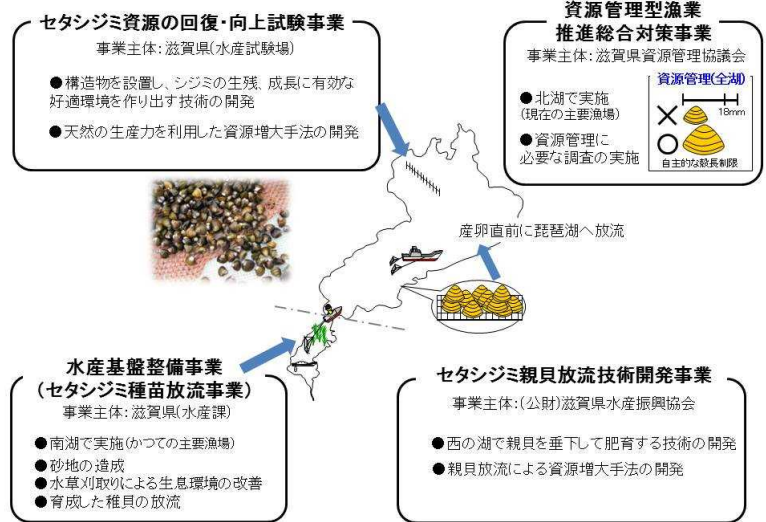 セタシジミ資源の回復・向上試験事業
事業主体:滋賀県(水産試験場)
●構造物を設置し、シジミの生残、成長に有効な
好適環境を作り出す技術の開発
●天然の生産力を利用した資源増大手法の開発
資源管理型漁業
推進総合対策事業
事業主体:滋賀県資源管理協議会
●北湖で実施
(現在の主要漁場)
●資源管理に
必要な調査の実施
資源管理(全湖)
18mm
×
○
自主的な殻長制限
産卵直前に琵琶湖へ放流
水産基盤整備事業
(セタシジミ種苗放流事業)
事業主体:滋賀県(水産課)
●南湖で実施(かつての主要漁場)
●砂地の造成
●水草刈取りによる生息環境の改善
●育成した稚貝の放流
セタシジミ親貝放流技術開発事業
事業主体:(公財)滋賀県水産振興協会
●西の湖で親貝を垂下して肥育する技術の開発
●親貝放流による資源増大手法の開発